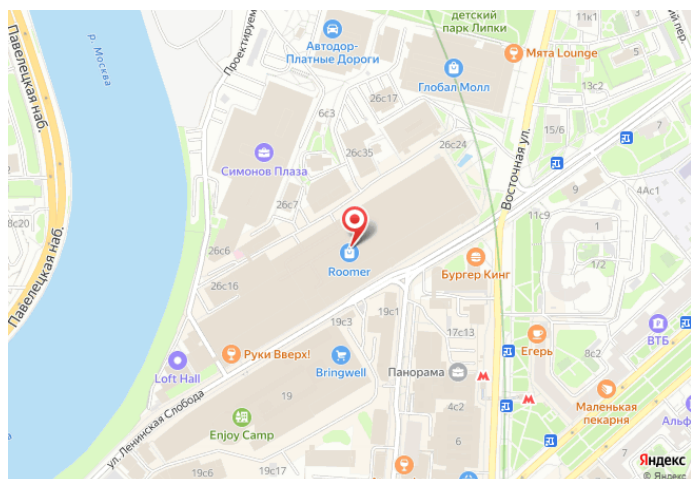 детский
парк Липки
11к1
Мята Lounge
Автодор-
Платные Дороги
Глобал Молл
13с2
Проектируем
р. Москва
Павелецкая наб.
26с17
6с3
15/6
7
26с24
26с35
Симонов Плаза
Восточная ул.
4Ас1
9
26с7
11с9
8с20
26с6
1/2
Roomer
Бургер Кинг
26с16
Павелецкая наб.
19с3
19с1
17с13
ВТБ
Егерь
8с2
Руки Вверх!
Bringwell
Loft Hall
Панорама
ул. Ленинская Слобода
19
4с2
Маленькая
пекарня
Альф
Enjoy Camp
6
19с6
19с17
Яндекс
© Яндекс